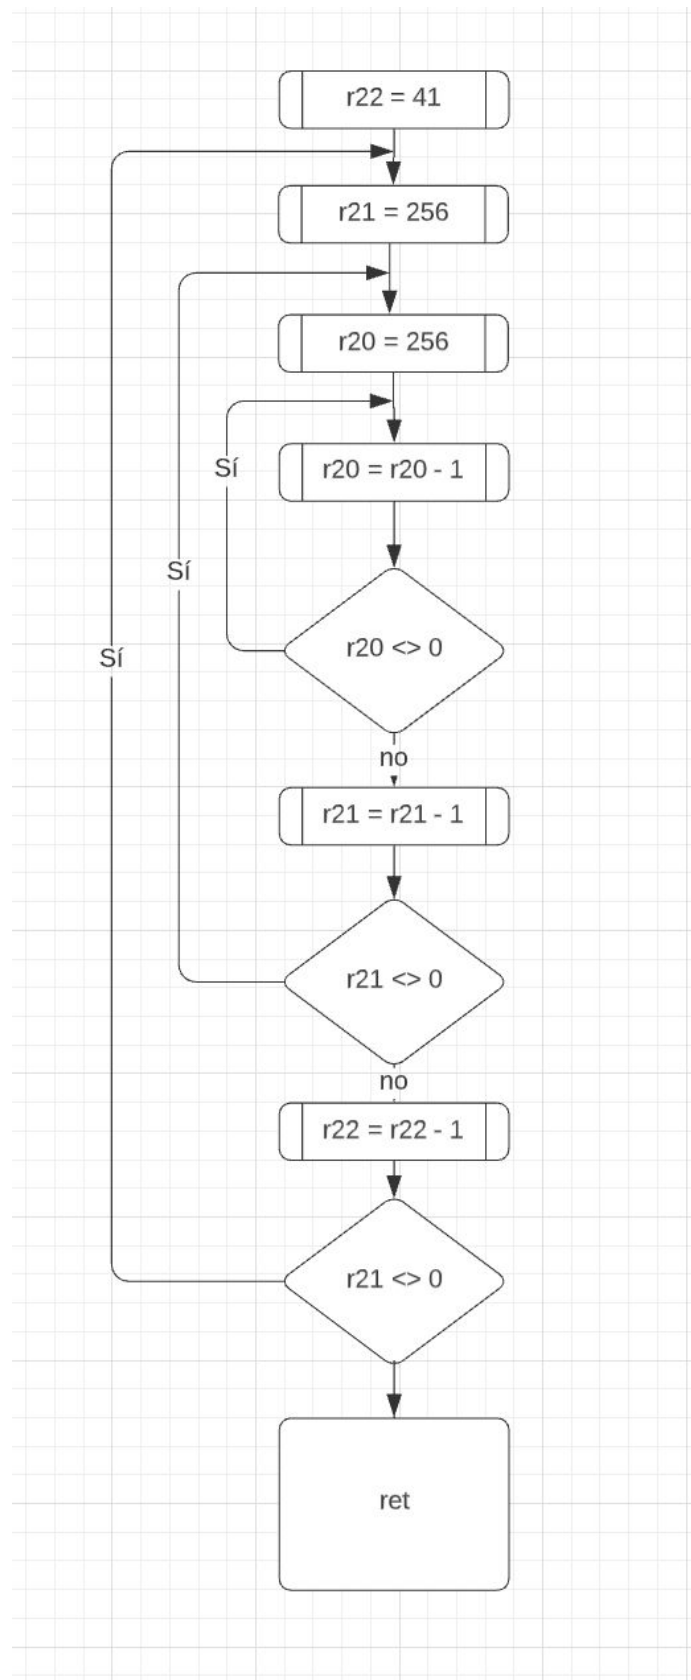 r22 = 41
r21 = 256
r20 = 256
r20 = r20 - 1
Sí
Sí
Sí
r20 <> 0
no
r21 = r21 - 1
r21 <> 0
no
r22 = r22 - 1
r21 <> 0
ret